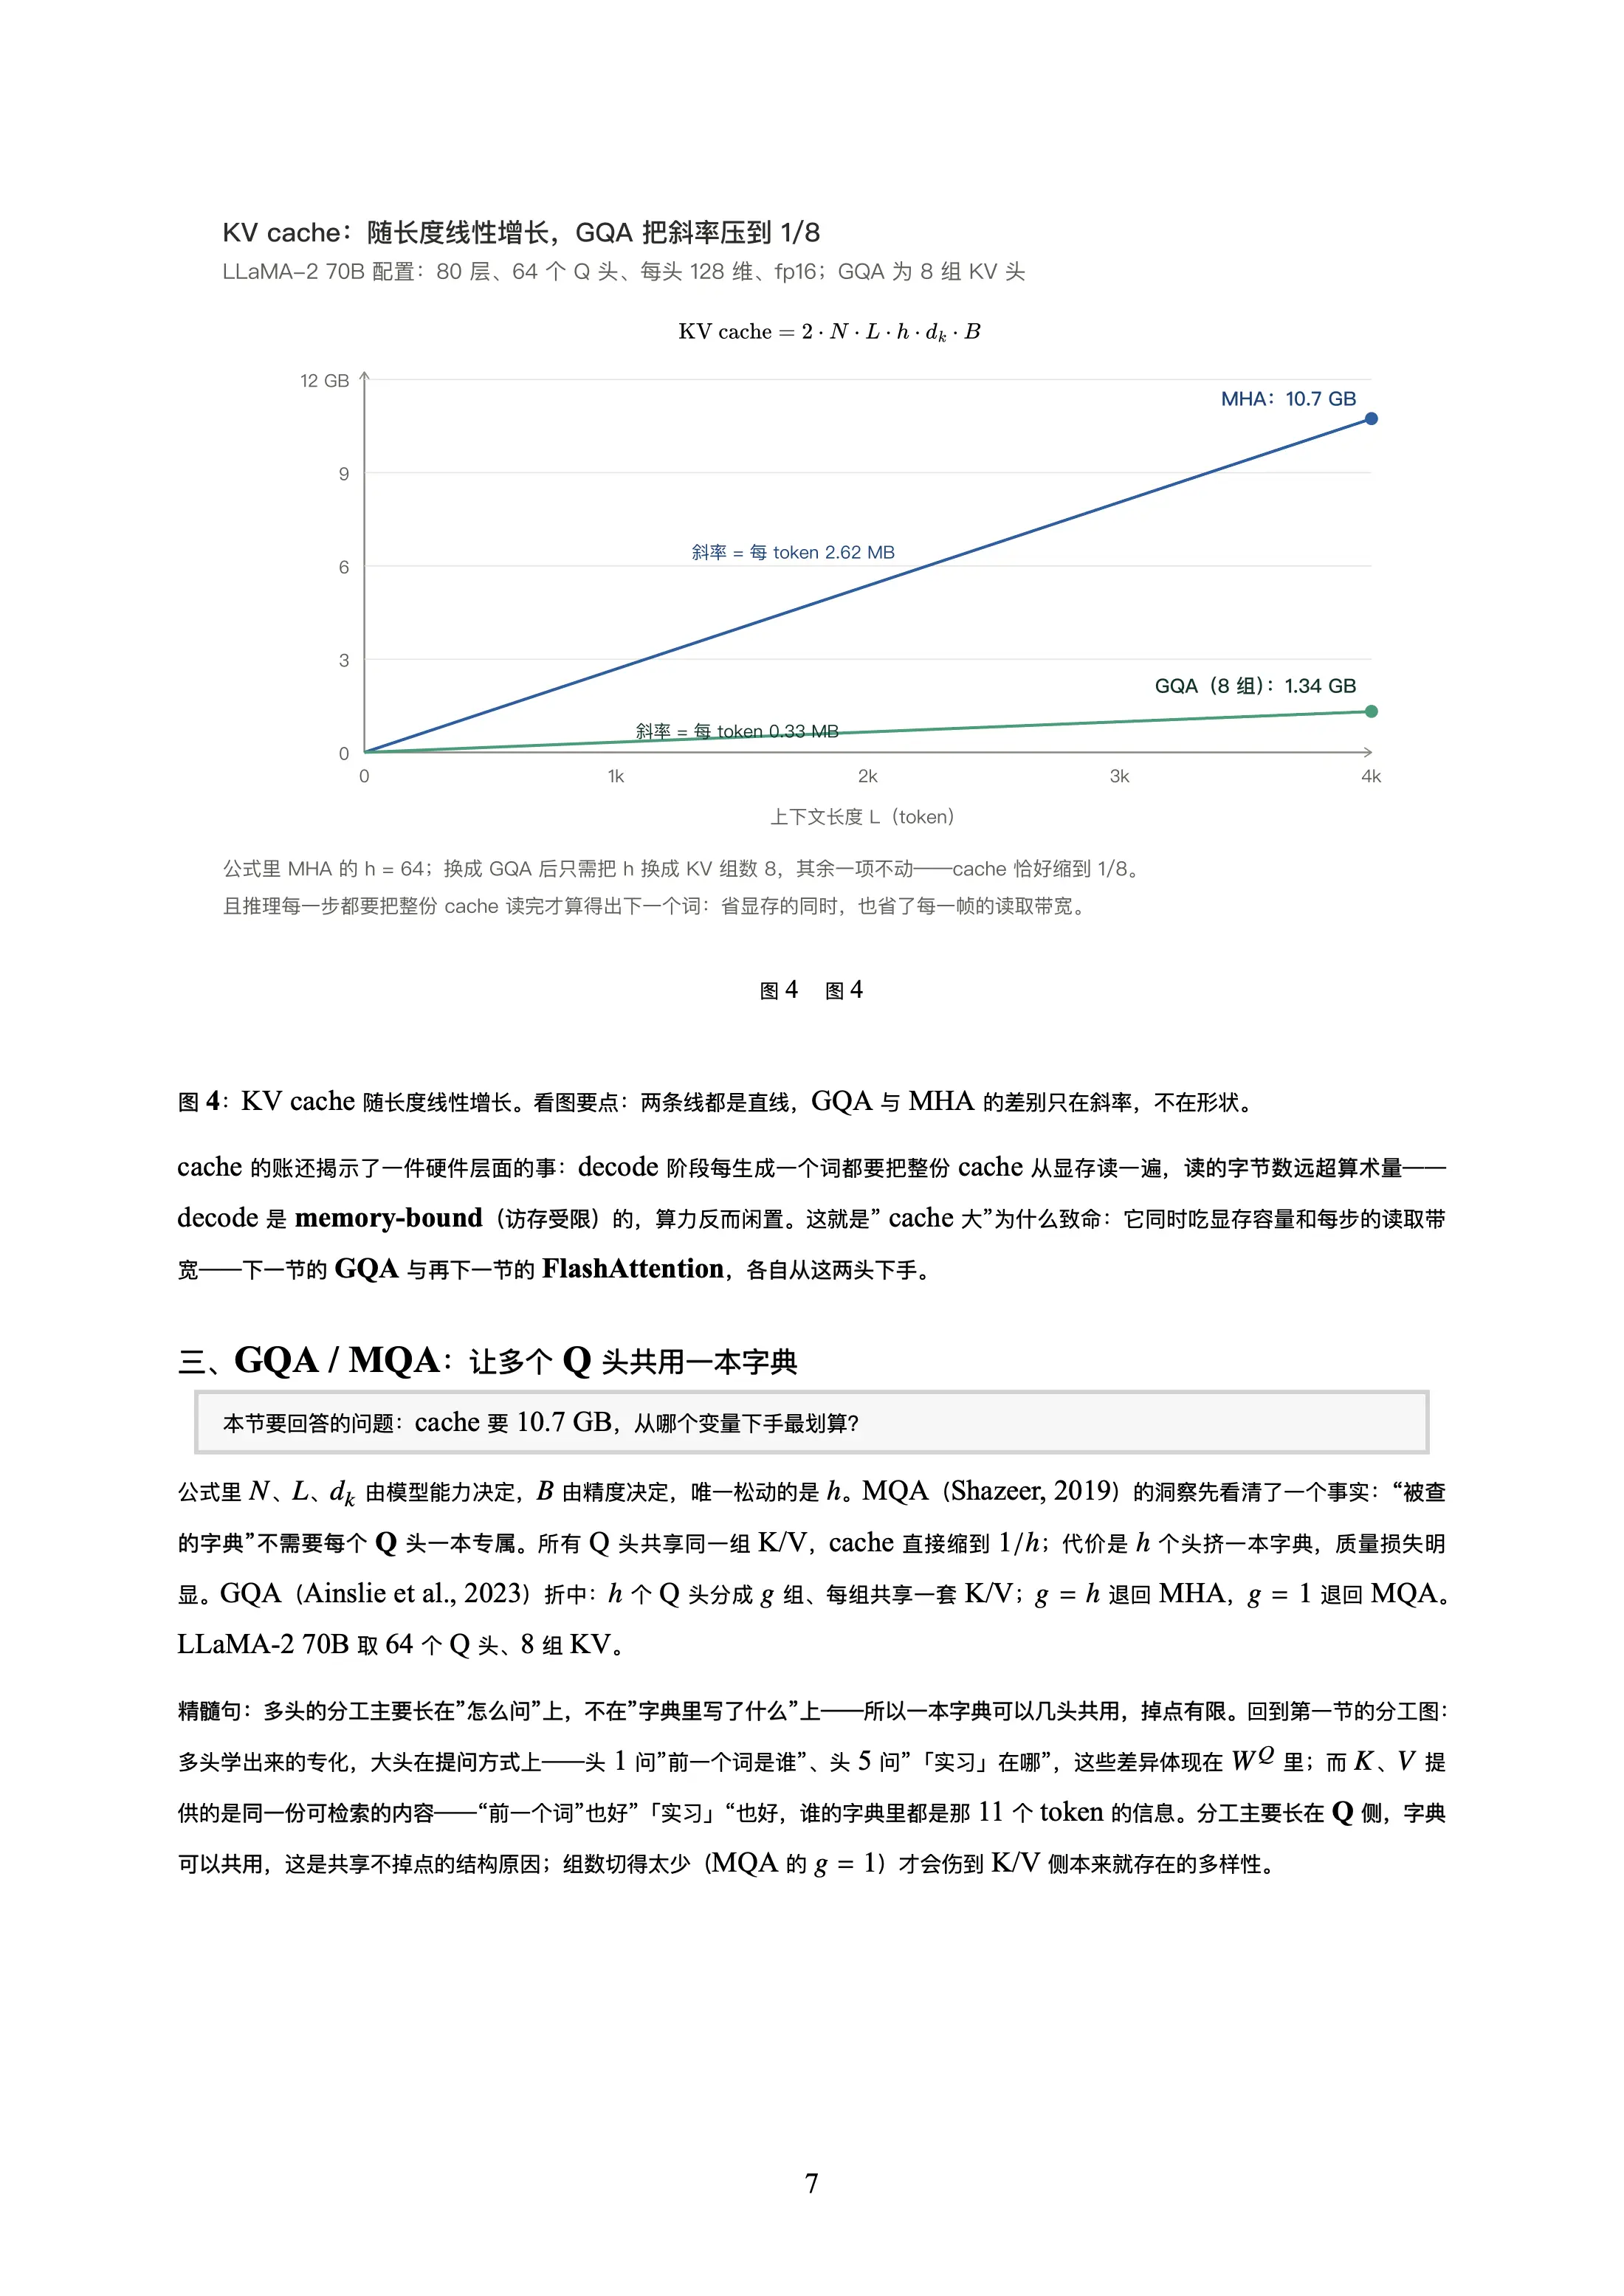 KV cache：随长度线性增长，GQA 把斜率压到 1/8
LLaMA-2 70B 配置：80 层、64 个 Q 头、每头 128 维、fp16；GQA 为 8 组 KV 头
KV cache = 2 · N · L · h · dₖ · B
12 GB
MHA：10.7 GB
9
斜率 = 每 token 2.62 MB
6
3
GQA（8 组）：1.34 GB
斜率 = 每 token 0.33 MB
0
0 1k 2k 3k 4k
上下文长度 L（token）
公式里 MHA 的 h = 64；换成 GQA 后只需把 h 换成 KV 组数 8，其余一项不动——cache 恰好缩到 1/8。
且推理每一步都要把整份 cache 读完才算得出下一个词：省显存的同时，也省了每一帧的读取带宽。
图 4 图 4
图 4：KV cache 随长度线性增长。看图要点：两条线都是直线，GQA 与 MHA 的差别只在斜率，不在形状。
cache 的账还揭示了一件硬件层面的事：decode 阶段每生成一个词都要把整份 cache 从显存读一遍，读的字节数远超算术量——
decode 是 memory-bound（访存受限）的，算力反而闲置。这就是” cache 大”为什么致命：它同时吃显存容量和每步的读取带
宽——下一节的 GQA 与再下一节的 FlashAttention，各自从这两头下手。
三、GQA / MQA：让多个 Q 头共用一本字典
本节要回答的问题：cache 要 10.7 GB，从哪个变量下手最划算？
公式里 N、L、dₖ 由模型能力决定，B 由精度决定，唯一松动的是 h。MQA（Shazeer, 2019）的洞察先看清了一个事实：“被查
的字典”不需要每个 Q 头一本专属。所有 Q 头共享同一组 K/V，cache 直接缩到 1/h；代价是 h 个头挤一本字典，质量损失明
显。GQA（Ainslie et al., 2023）折中：h 个 Q 头分成 g 组、每组共享一套 K/V；g = h 退回 MHA，g = 1 退回 MQA。
LLaMA-2 70B 取 64 个 Q 头、8 组 KV。
精髓句：多头的分工主要长在”怎么问”上，不在”字典里写了什么”上——所以一本字典可以几头共用，掉点有限。回到第一节的分工图：
多头学出来的专化，大头在提问方式上——头 1 问”前一个词是谁”、头 5 问”「实习」在哪”，这些差异体现在 W^Q 里；而 K、V 提
供的是同一份可检索的内容——“前一个词”也好”「实习」“也好，谁的字典里都是那 11 个 token 的信息。分工主要长在 Q 侧，字典
可以共用，这是共享不掉点的结构原因；组数切得太少（MQA 的 g = 1）才会伤到 K/V 侧本来就存在的多样性。
7